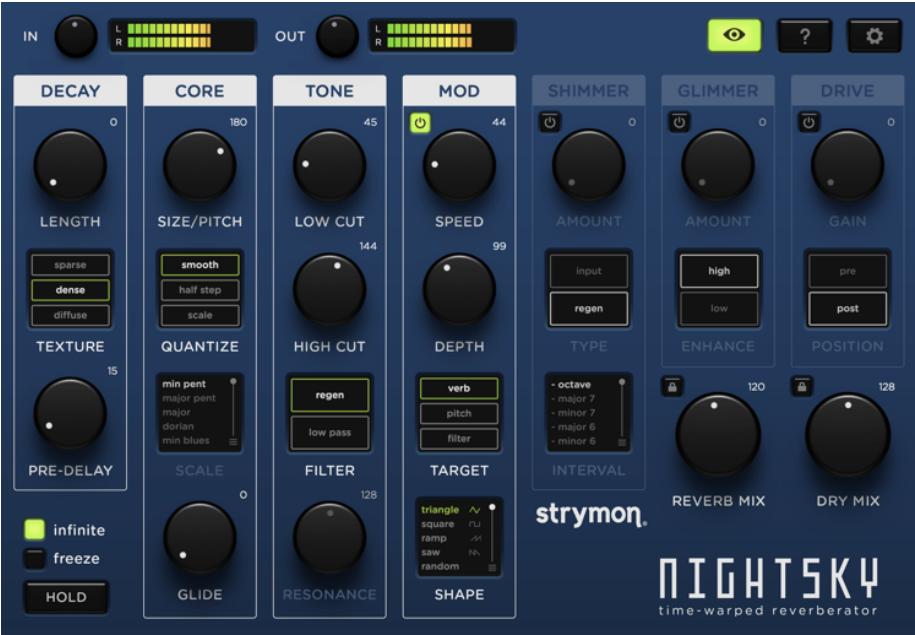 IN
L
R
OUT
L
R
?
DECAY
0
LENGTH
sparse
dense
diffuse
TEXTURE
15
PRE-DELAY
infinite
freeze
HOLD
CORE
180
SIZE/PITCH
smooth
half step
scale
QUANTIZE
min pent
major pent
major
dorian
min blues
SCALE
0
GLIDE
TONE
45
LOW CUT
144
HIGH CUT
regen
low pass
FILTER
128
RESONANCE
MOD
44
SPEED
99
DEPTH
verb
pitch
filter
TARGET
triangle
square
ramp
saw
random
SHAPE
SHIMMER
0
AMOUNT
input
regen
TYPE
- octave
- major 7
- minor 7
- major 6
- minor 6
INTERVAL
GLIMMER
0
AMOUNT
high
low
ENHANCE
120
REVERB MIX
DRIVE
0
GAIN
pre
post
POSITION
128
DRY MIX
strymon.
NIGHTSKY
time-warped reverberator